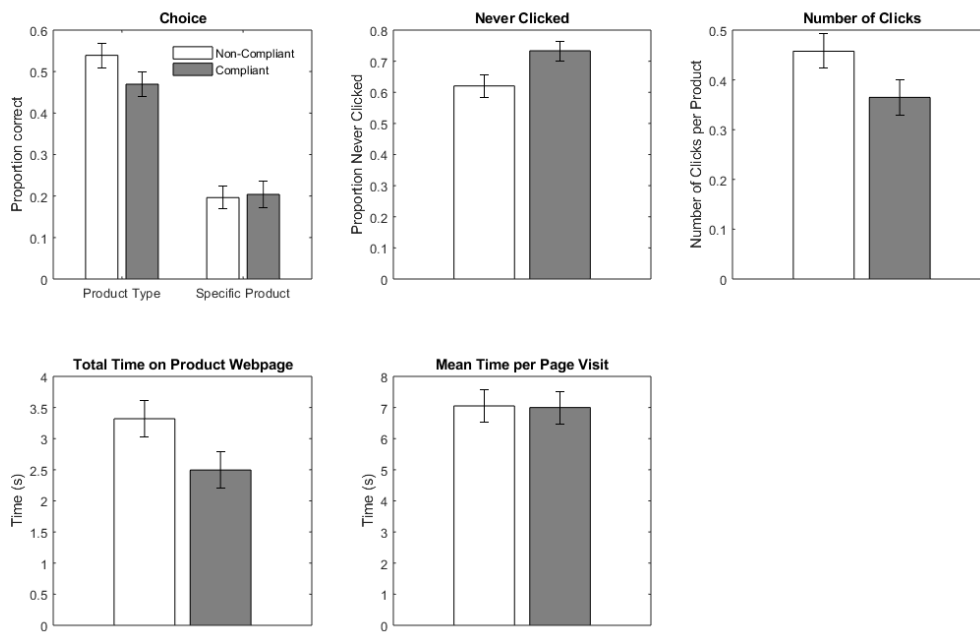 Choice
Proportion correct
0.6
0.5
0.4
0.3
0.2
0.1
0
Non-Compliant
Compliant
Product Type
Specific Product
Never Clicked
Proportion Never Clicked
0.8
0.7
0.6
0.5
0.4
0.3
0.2
0.1
0
Number of Clicks
Number of Clicks per Product
0.5
0.4
0.3
0.2
0.1
0
Total Time on Product Webpage
Time (s)
4
3.5
3
2.5
2
1.5
1
0.5
0
Mean Time per Page Visit
Time (s)
8
7
6
5
4
3
2
1
0